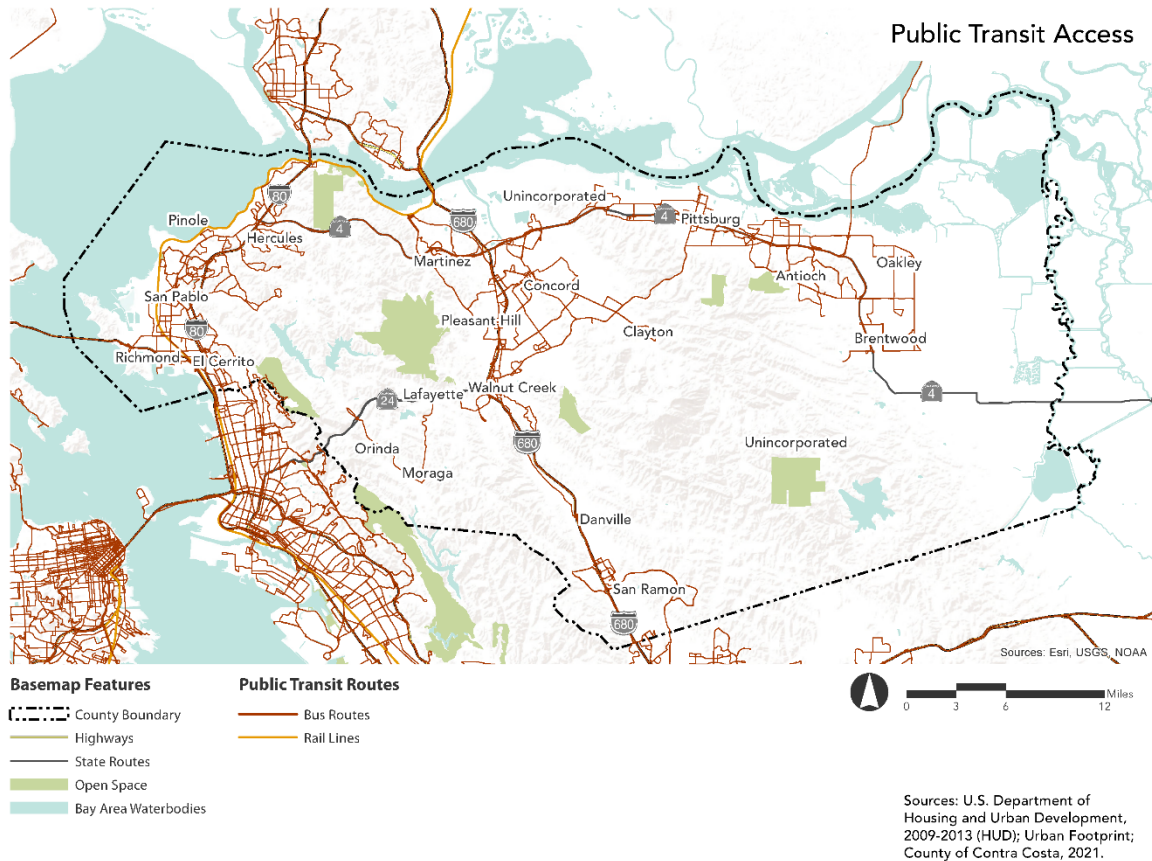 Public Transit Access
80
Unincorporated
680
4
Pittsburg
Pinole
Hercules
4
Martinez
Oakley
Antioch
Concord
San Pablo
Pleasant Hill
80
Clayton
Brentwood
Richmond
El Cerrito
Walnut Creek
Lafayette
24
4
680
Unincorporated
Orinda
Moraga
Danville
San Ramon
680
Sources: Esri, USGS, NOAA
Basemap Features
County Boundary
Highways
State Routes
Open Space
Bay Area Waterbodies
Public Transit Routes
Bus Routes
Rail Lines
Miles
0 3 6 12
Sources: U.S. Department of
Housing and Urban Development,
2009-2013 (HUD); Urban Footprint;
County of Contra Costa, 2021.